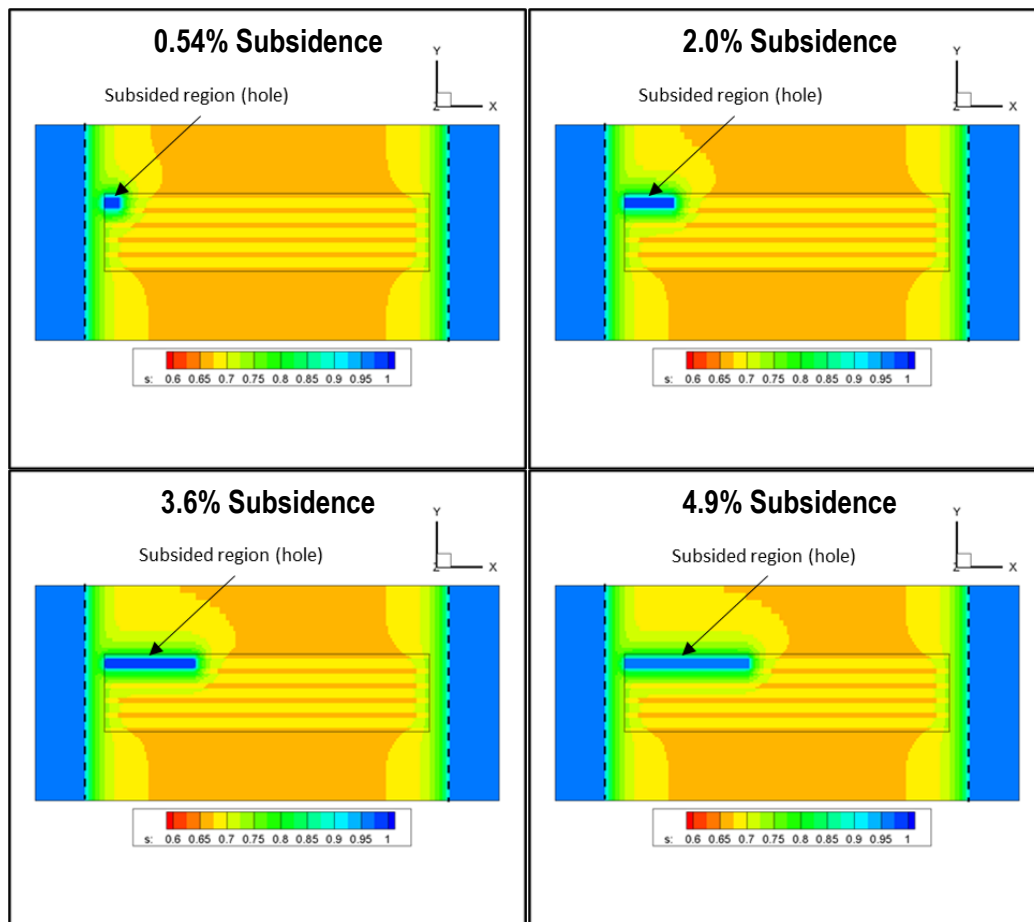 0.54% Subsidence
Y
Subsided region (hole)
Z X
s: 0.6 0.65 0.7 0.75 0.8 0.85 0.9 0.95 1
2.0% Subsidence
Y
Subsided region (hole)
Z X
s: 0.6 0.65 0.7 0.75 0.8 0.85 0.9 0.95 1
3.6% Subsidence
Y
Subsided region (hole)
Z X
s: 0.6 0.65 0.7 0.75 0.8 0.85 0.9 0.95 1
4.9% Subsidence
Y
Subsided region (hole)
Z X
s: 0.6 0.65 0.7 0.75 0.8 0.85 0.9 0.95 1